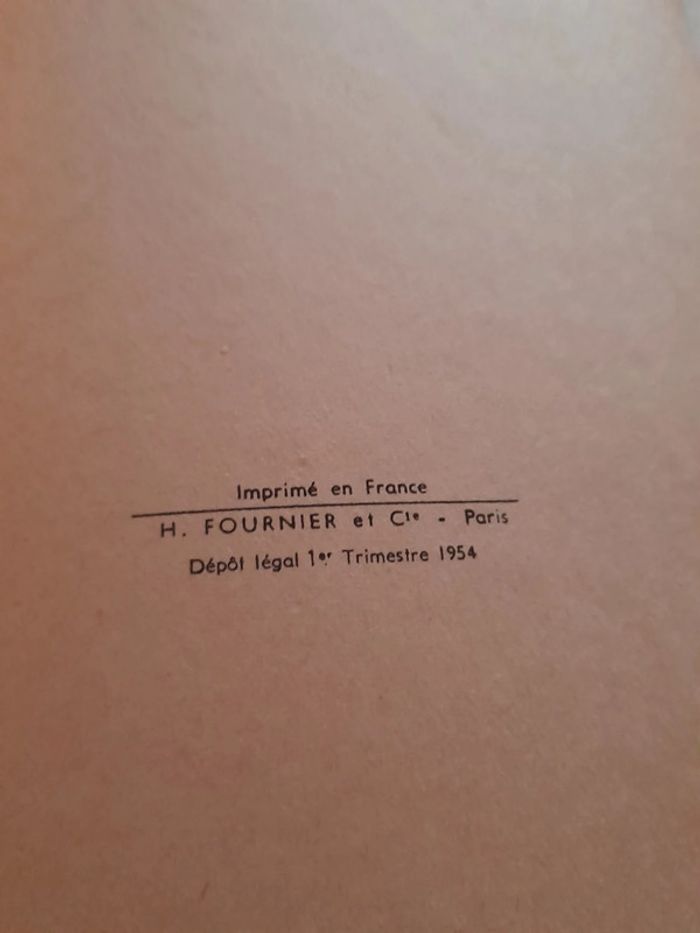 Imprimé en France
H. FOURNIER et Cie - Paris
Dépôt légal 1er Trimestre 1954